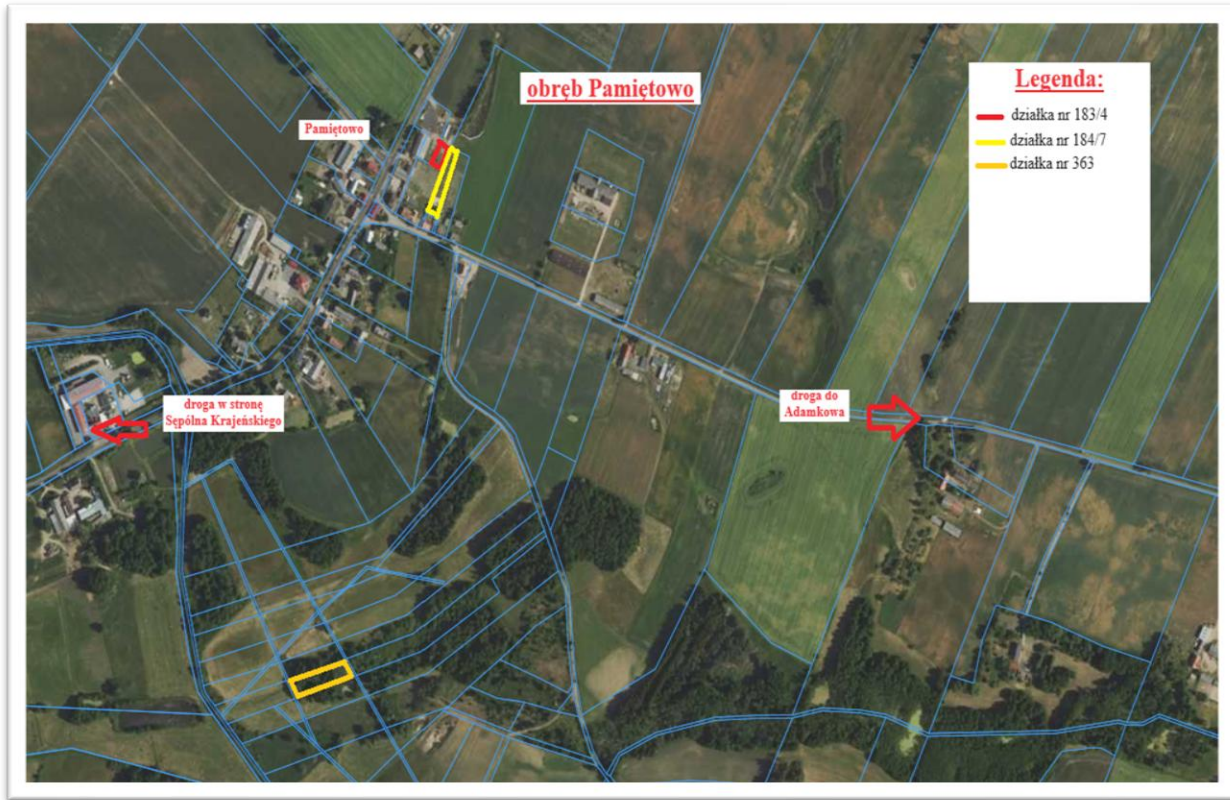 obręb Pamiętowo
Legenda:
działka nr 183/4
działka nr 184/7
działka nr 363
Pamiętowo
droga w stronę
Sępólna Krajeńskiego
droga do
Adamkowa